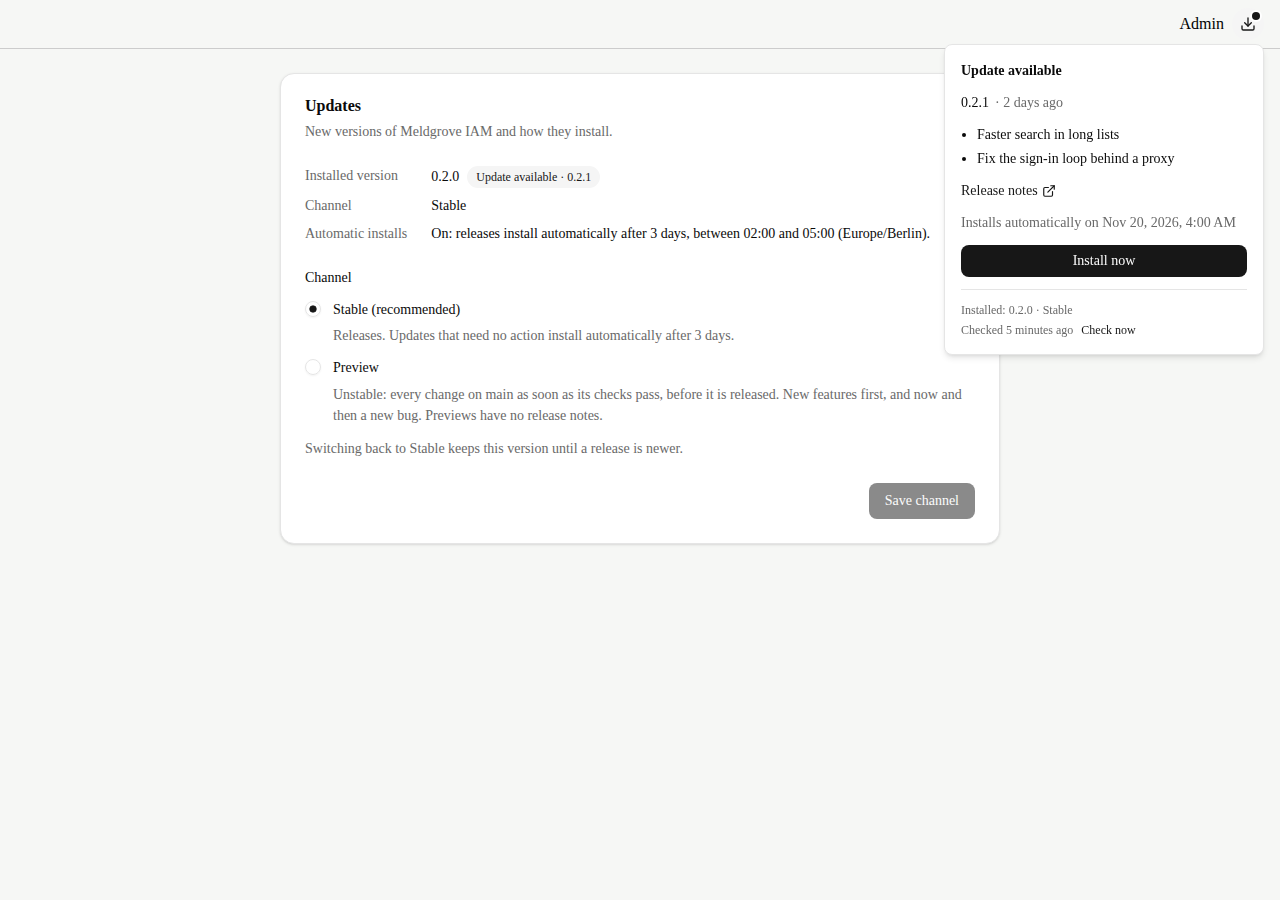 Admin
Update available
0.2.1 · 2 days ago
Faster search in long lists
Fix the sign-in loop behind a proxy
Release notes
Installs automatically on Nov 20, 2026, 4:00 AM
Install now
Installed: 0.2.0 · Stable
Checked 5 minutes ago Check now
Updates
New versions of Meldgrove IAM and how they install.
Installed version 0.2.0 Update available · 0.2.1
Channel Stable
Automatic installs On: releases install automatically after 3 days, between 02:00 and 05:00 (Europe/Berlin).
Channel
Stable (recommended)
Releases. Updates that need no action install automatically after 3 days.
Preview
Unstable: every change on main as soon as its checks pass, before it is released. New features first, and now and
then a new bug. Previews have no release notes.
Switching back to Stable keeps this version until a release is newer.
Save channel